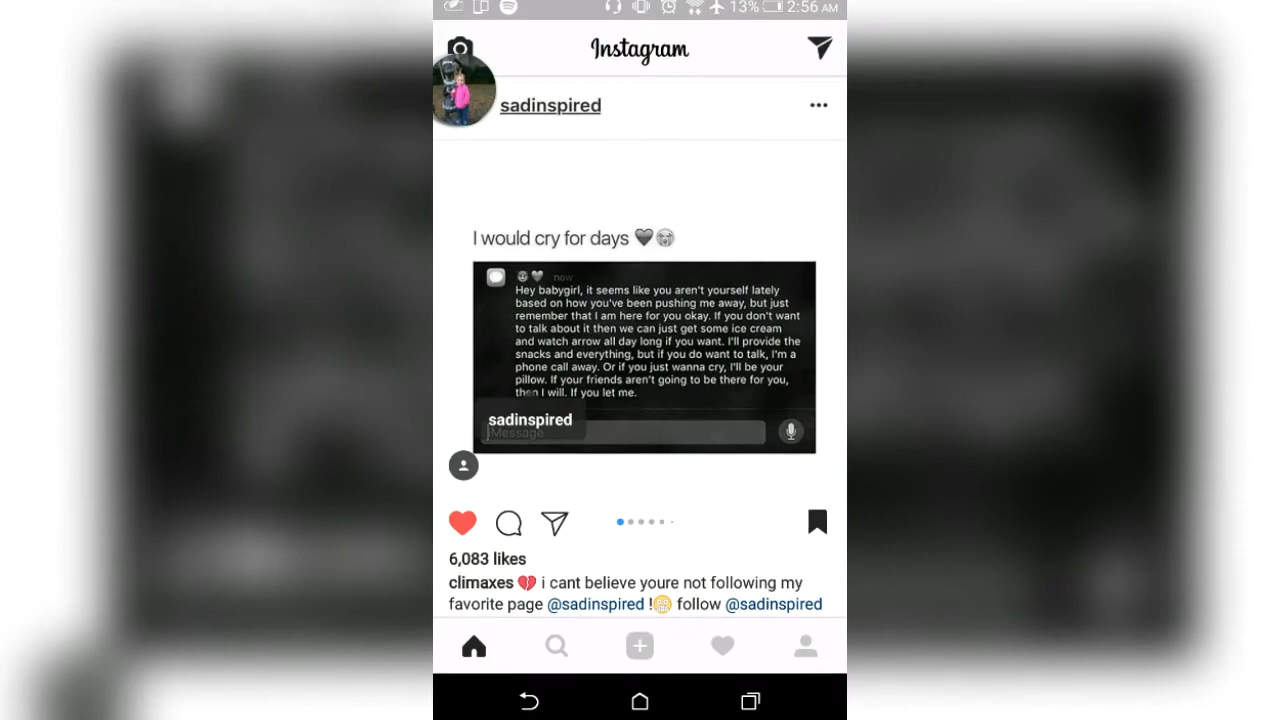 13% 2:56 AM
Instagram
sadinspired
I would cry for days 🖤😭
now
Hey babygirl, it seems like you aren't yourself lately
based on how you've been pushing me away, but just
remember that I am here for you okay. If you don't want
to talk about it then we can just get some ice cream
and watch arrow all day long if you want. I'll provide the
snacks and everything, but if you do want to talk, I'm a
phone call away. Or if you just wanna cry, I'll be your
pillow. If your friends aren't going to be there for you,
then I will. If you let me.
sadinspired
iMessage
6,083 likes
climaxes 💔 i cant believe youre not following my
favorite page @sadinspired !😬 follow @sadinspired